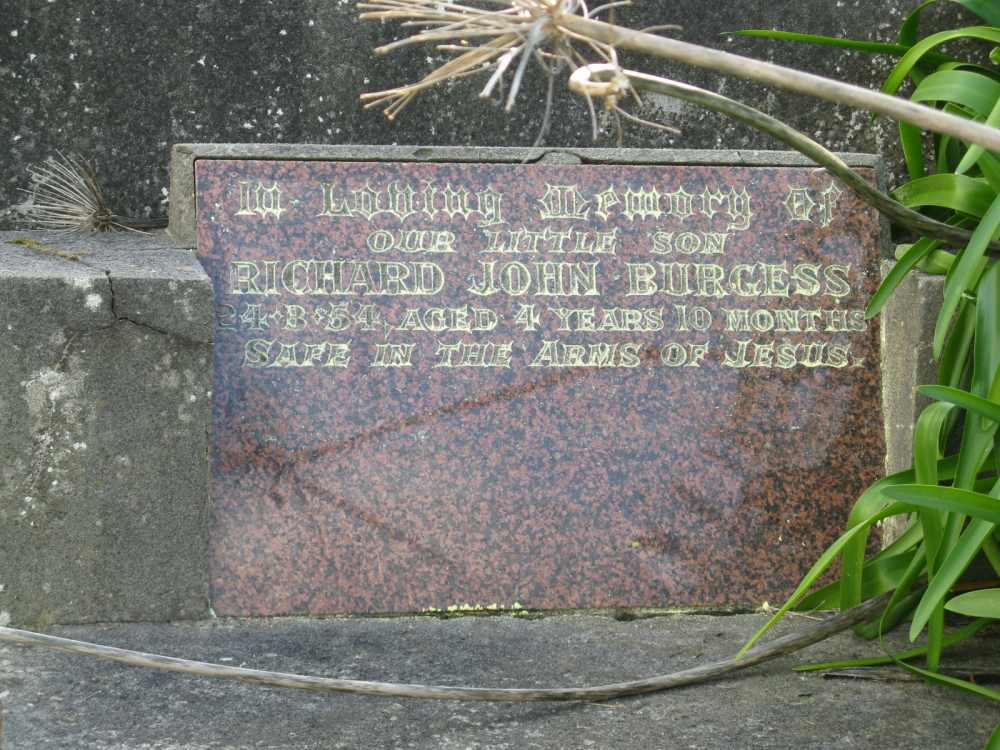 In Loving Memory Of
OUR LITTLE SON
RICHARD JOHN BURGESS
24·8·54, AGED 4 YEARS 10 MONTHS
SAFE IN THE ARMS OF JESUS.